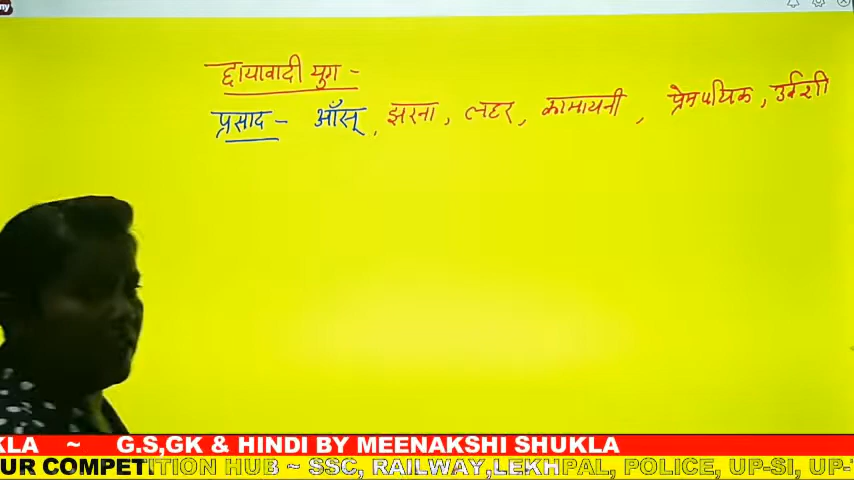 ny
छायावादी युग -
प्रसाद - आँसू, झरना, लहर, कामायनी, प्रेमपथिक, उर्वशी
KLA ~ G.S,GK & HINDI BY MEENAKSHI SHUKLA
UR COMPETITION HUB ~ SSC, RAILWAY,LEKHPAL, POLICE, UP-SI, UP-